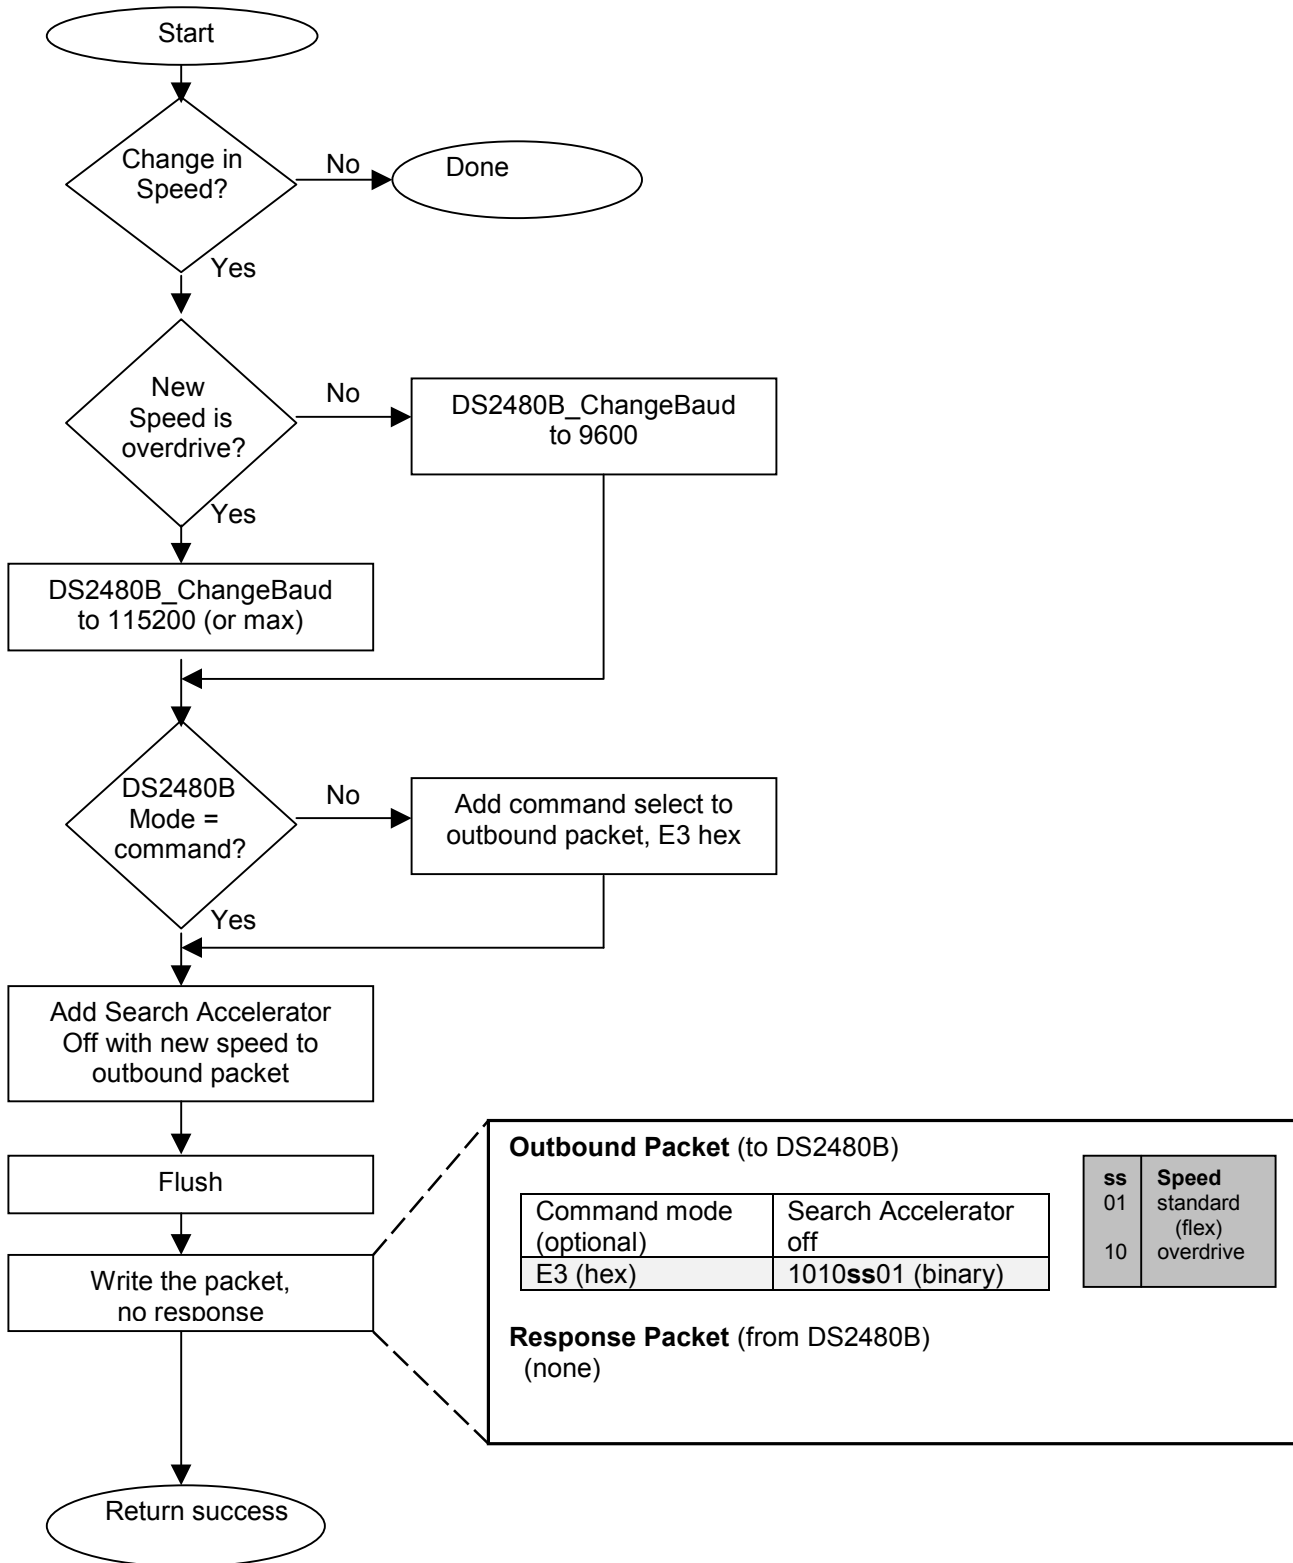 Start
Change in
Speed?
No
Done
Yes
New
Speed is
overdrive?
No
DS2480B_ChangeBaud
to 9600
Yes
DS2480B_ChangeBaud
to 115200 (or max)
DS2480B
Mode =
command?
No
Add command select to
outbound packet, E3 hex
Yes
Add Search Accelerator
Off with new speed to
outbound packet
Flush
Write the packet,
no response
Return success
Outbound Packet (to DS2480B)
Command mode
(optional)
Search Accelerator
off
E3 (hex)
1010ss01 (binary)
ss Speed
01 standard
(flex)
10 overdrive
Response Packet (from DS2480B)
(none)